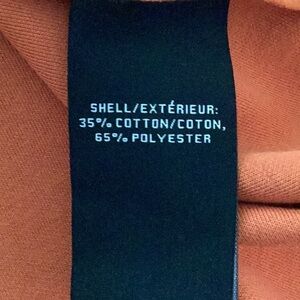 SHELL/EXTÉRIEUR:
35% COTTON/COTON,
65% POLYESTER